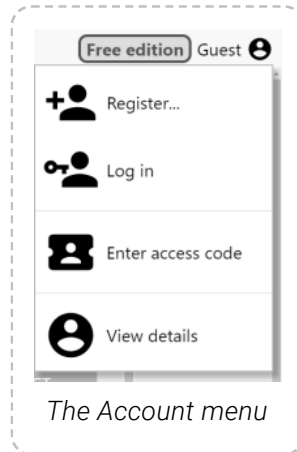 Free edition Guest
Register...
Log in
Enter access code
View details
The Account menu